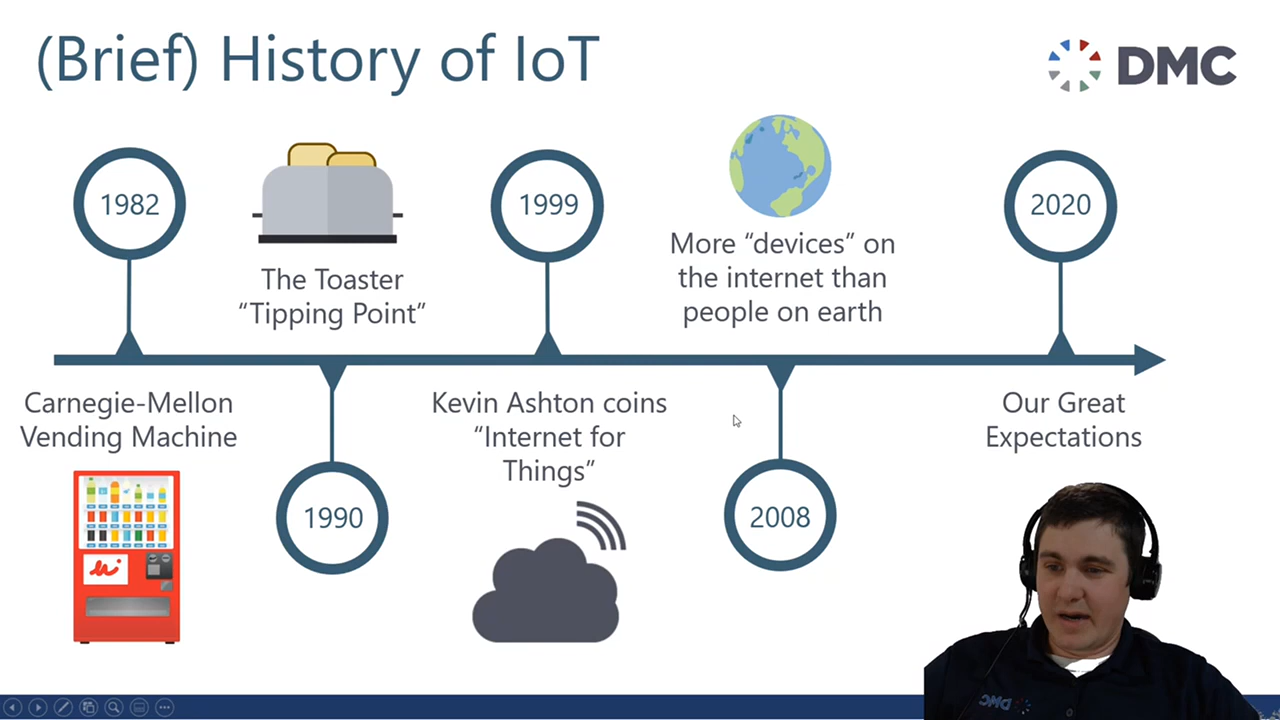 (Brief) History of IoT
DMC
1982
The Toaster
“Tipping Point”
1999
More “devices” on
the internet than
people on earth
2020
Carnegie-Mellon
Vending Machine
1990
Kevin Ashton coins
“Internet for
Things”
2008
Our Great
Expectations
DMC